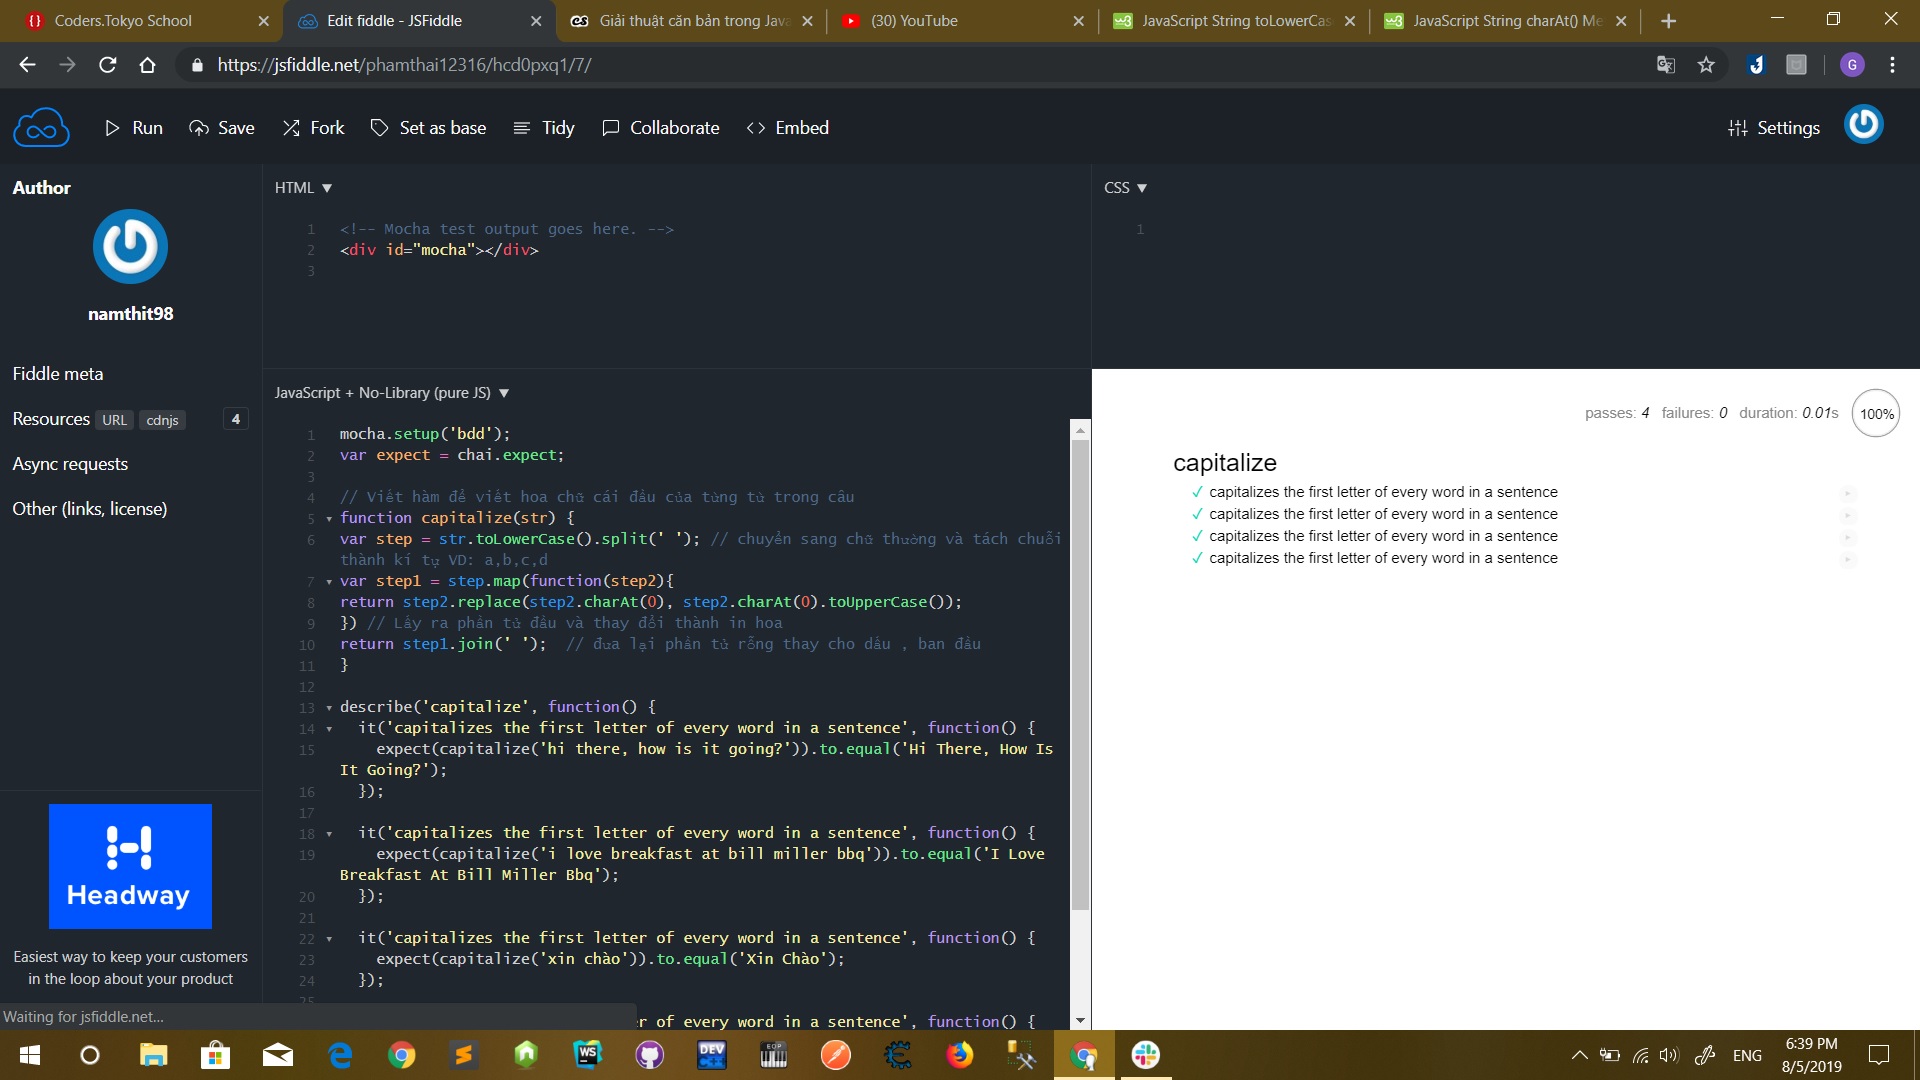 Coders.Tokyo School
Edit fiddle - JSFiddle
Giải thuật căn bản trong Java
(30) YouTube
JavaScript String toLowerCas
JavaScript String charAt() Me
https://jsfiddle.net/phamthai12316/hcd0pxq1/7/
G
Run
Save
Fork
Set as base
Tidy
Collaborate
Embed
Settings
Author
namthit98
Fiddle meta
Resources URL cdnjs 4
Async requests
Other (links, license)
Headway
Easiest way to keep your customers
in the loop about your product
Waiting for jsfiddle.net...
HTML ▼
1 <!-- Mocha test output goes here. -->
2 <div id="mocha"></div>
3
CSS ▼
1
JavaScript + No-Library (pure JS) ▼
1 mocha.setup('bdd');
2 var expect = chai.expect;
3
4 // Viết hàm để viết hoa chữ cái đầu của từng từ trong câu
5 function capitalize(str) {
6 var step = str.toLowerCase().split(' '); // chuyển sang chữ thường và tách chuỗi
thành kí tự VD: a,b,c,d
7 var step1 = step.map(function(step2){
8 return step2.replace(step2.charAt(0), step2.charAt(0).toUpperCase());
9 }) // Lấy ra phần tử đầu và thay đổi thành in hoa
10 return step1.join(' ');  // đưa lại phần tử rỗng thay cho dấu , ban đầu
11 }
12
13 describe('capitalize', function() {
14 it('capitalizes the first letter of every word in a sentence', function() {
15 expect(capitalize('hi there, how is it going?')).to.equal('Hi There, How Is
It Going?');
16 });
17
18 it('capitalizes the first letter of every word in a sentence', function() {
19 expect(capitalize('i love breakfast at bill miller bbq')).to.equal('I Love
Breakfast At Bill Miller Bbq');
20 });
21
22 it('capitalizes the first letter of every word in a sentence', function() {
23 expect(capitalize('xin chào')).to.equal('Xin Chào');
24 });
25
r of every word in a sentence', function() {
passes: 4 failures: 0 duration: 0.01s 100%
capitalize
✓ capitalizes the first letter of every word in a sentence
✓ capitalizes the first letter of every word in a sentence
✓ capitalizes the first letter of every word in a sentence
✓ capitalizes the first letter of every word in a sentence
WS
DEV
EOP
ENG
6:39 PM
8/5/2019